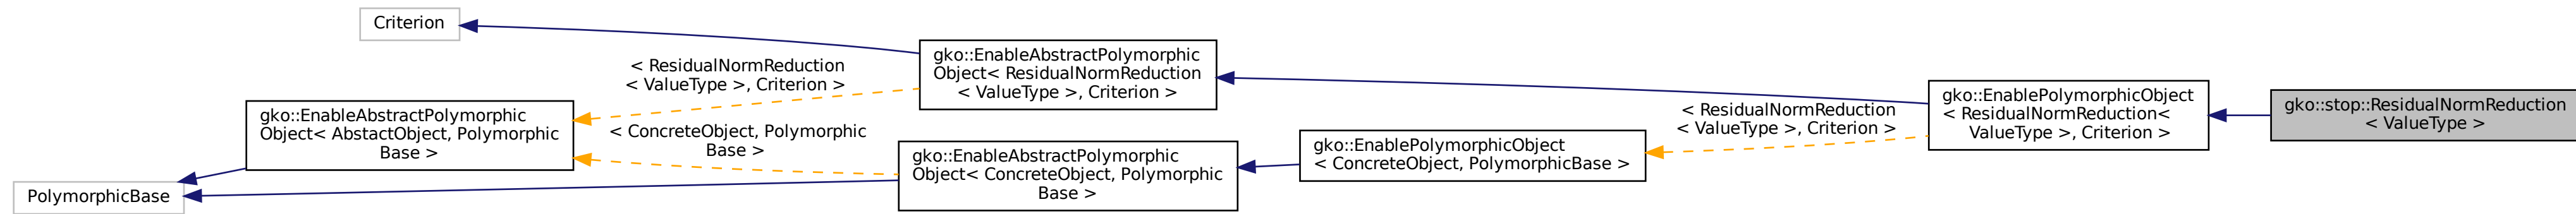 Criterion
gko::EnableAbstractPolymorphic
Object< ResidualNormReduction
< ValueType >, Criterion >
< ResidualNormReduction
< ValueType >, Criterion >
gko::EnableAbstractPolymorphic
Object< AbstactObject, Polymorphic
Base >
< ConcreteObject, Polymorphic
Base >
PolymorphicBase
gko::EnableAbstractPolymorphic
Object< ConcreteObject, Polymorphic
Base >
gko::EnablePolymorphicObject
< ConcreteObject, PolymorphicBase >
< ResidualNormReduction
< ValueType >, Criterion >
gko::EnablePolymorphicObject
< ResidualNormReduction<
ValueType >, Criterion >
gko::stop::ResidualNormReduction
< ValueType >